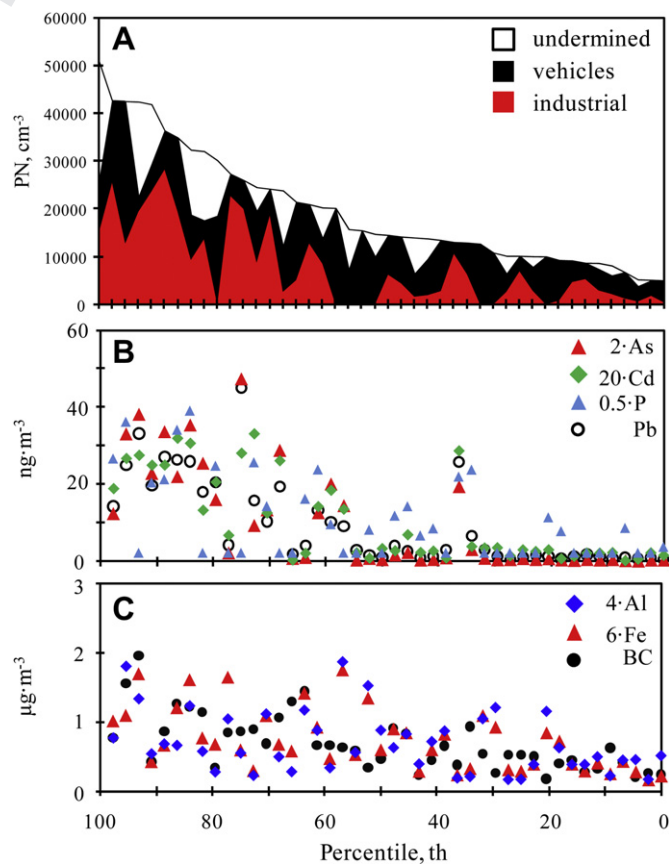 A
undermined
vehicles
industrial
PN, cm-3
60000
50000
40000
30000
20000
10000
0
B
2·As
20·Cd
0.5·P
Pb
ng·m-3
60
40
20
0
C
4·Al
6·Fe
BC
µg·m-3
3
2
1
0
100 80 60 40 20 0
Percentile, th